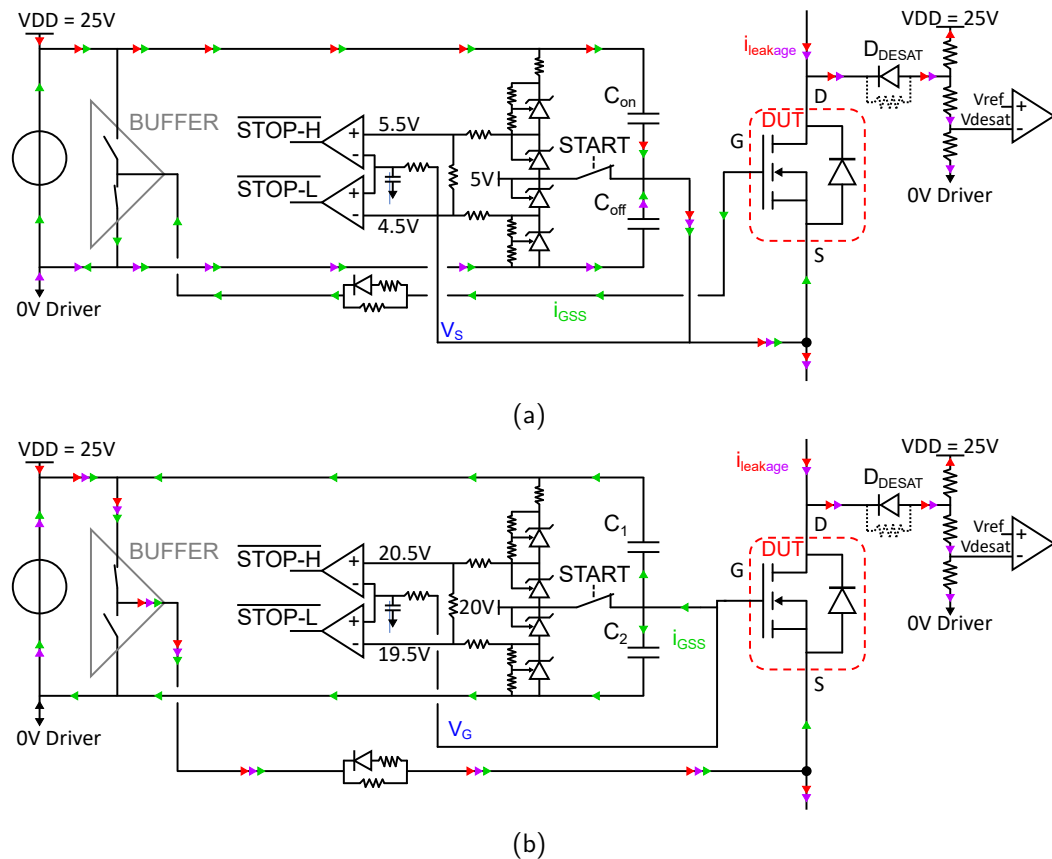 VDD = 25V
BUFFER
STOP-H
STOP-L
5.5V
4.5V
5V
START
Con
Coff
ileakage
DDESAT
VDD = 25V
D
DUT
G
S
Vref
Vdesat
+
-
0V Driver
0V Driver
iGSS
VS
(a)
VDD = 25V
BUFFER
STOP-H
STOP-L
20.5V
19.5V
20V
START
C1
C2
iGSS
ileakage
DDESAT
VDD = 25V
D
DUT
G
S
Vref
Vdesat
+
-
0V Driver
0V Driver
VG
(b)